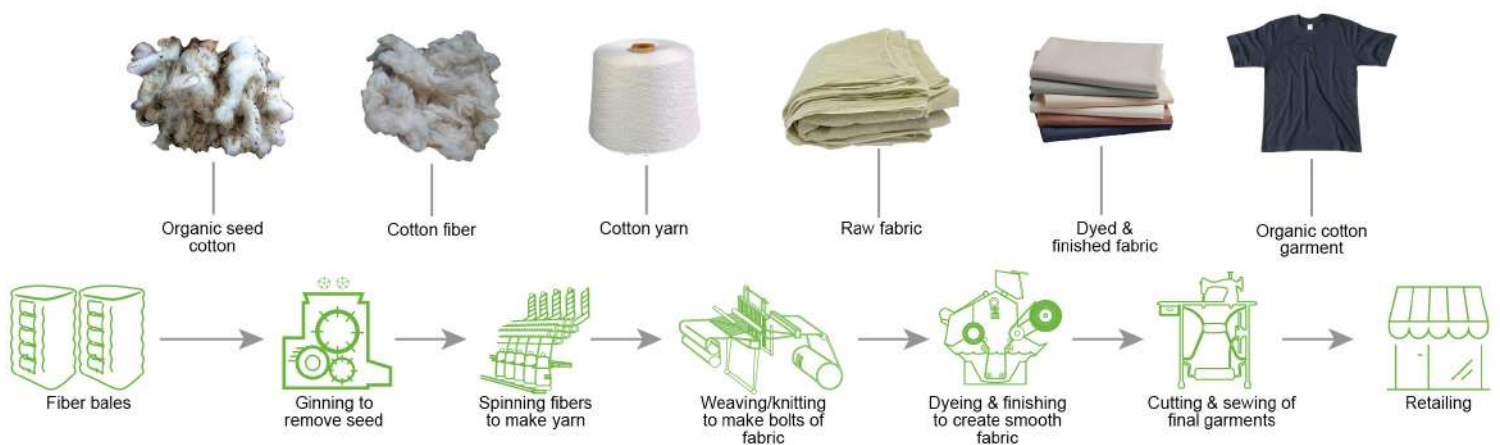 Organic seed
cotton
Cotton fiber
Cotton yarn
Raw fabric
Dyed &
finished fabric
Organic cotton
garment
Fiber bales
Ginning to
remove seed
Spinning fibers
to make yarn
Weaving/knitting
to make bolts of
fabric
Dyeing & finishing
to create smooth
fabric
Cutting & sewing of
final garments
Retailing